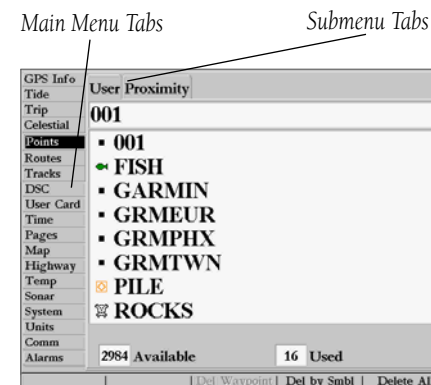 Main Menu Tabs
Submenu Tabs
GPS Info
Tide
Trip
Celestial
Points
Routes
Tracks
DSC
User Card
Time
Pages
Map
Highway
Temp
Sonar
System
Units
Comm
Alarms
User Proximity
001
001
FISH
GARMIN
GRMEUR
GRMPHX
GRMTWN
PILE
ROCKS
2984 Available 16 Used
Del Waypoint Del by Smbl Delete Al